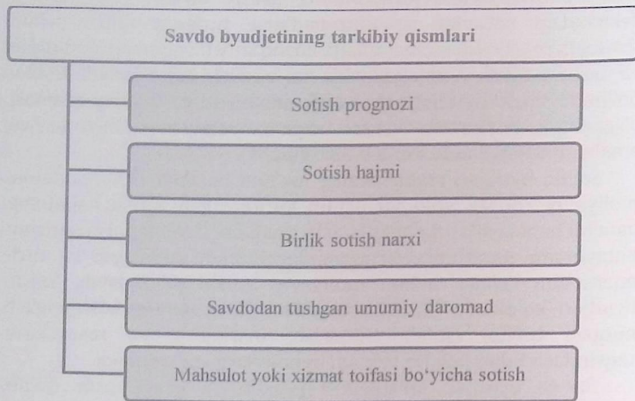 Savdo byudjetining tarkibiy qismlari
Sotish prognozi
Sotish hajmi
Birlik sotish narxi
Savdodan tushgan umumiy daromad
Mahsulot yoki xizmat toifasi bo‘yicha sotish